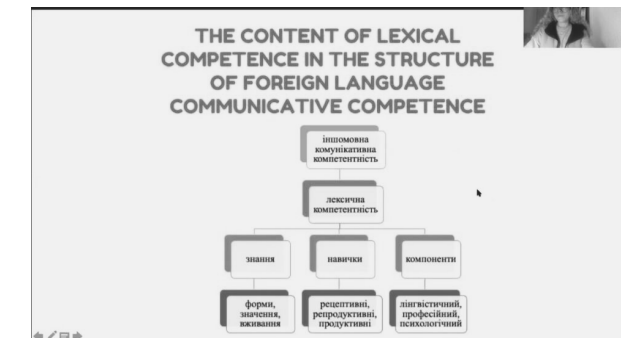 THE CONTENT OF LEXICAL
COMPETENCE IN THE STRUCTURE
OF FOREIGN LANGUAGE
COMMUNICATIVE COMPETENCE
іншомовна
комунікативна
компетентність
лексична
компетентність
знання
навички
компоненти
форми,
значення,
вживання
рецептивні,
репродуктивні,
продуктивні
лінгвістичний,
професійний,
психологічний